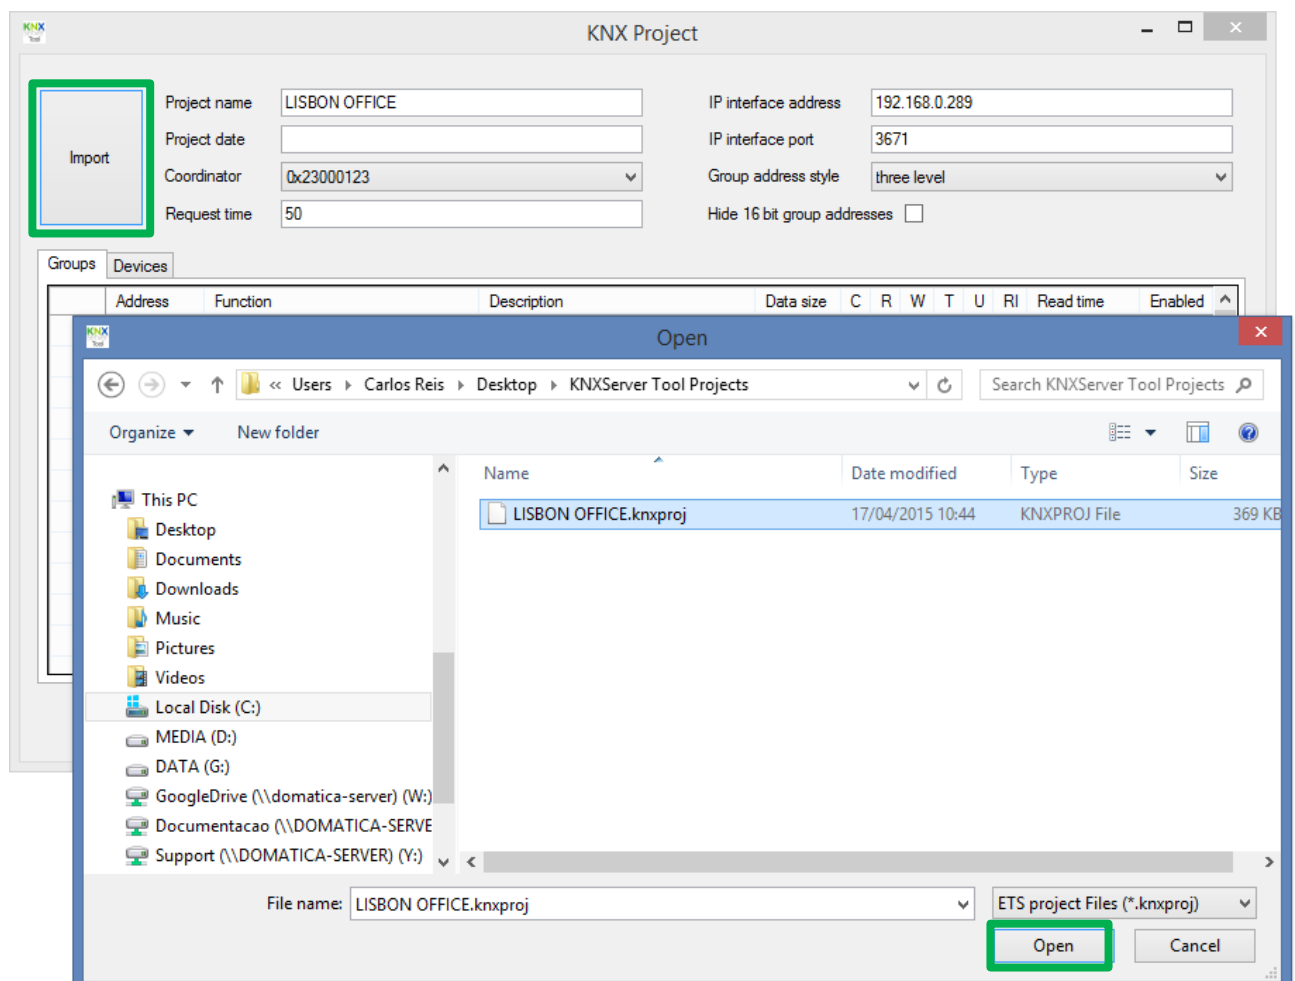 KNX
Tool
KNX Project
Import
Project name
LISBON OFFICE
IP interface address
192.168.0.289
Project date
IP interface port
3671
Coordinator
0x23000123
Group address style
three level
Request time
50
Hide 16 bit group addresses
Groups
Devices
Address Function Description Data size C R W T U RI Read time Enabled
KNX
Tool
Open
« Users Carlos Reis Desktop KNXServer Tool Projects
Search KNXServer Tool Projects
Organize New folder
Name Date modified Type Size
This PC
LISBON OFFICE.knxproj 17/04/2015 10:44 KNXPROJ File 369 KB
Desktop
Documents
Downloads
Music
Pictures
Videos
Local Disk (C:)
MEDIA (D:)
DATA (G:)
GoogleDrive (\\domatica-server) (W:)
Documentacao (\\DOMATICA-SERVE
Support (\\DOMATICA-SERVER) (Y:)
File name: LISBON OFFICE.knxproj ETS project Files (*.knxproj)
Open Cancel